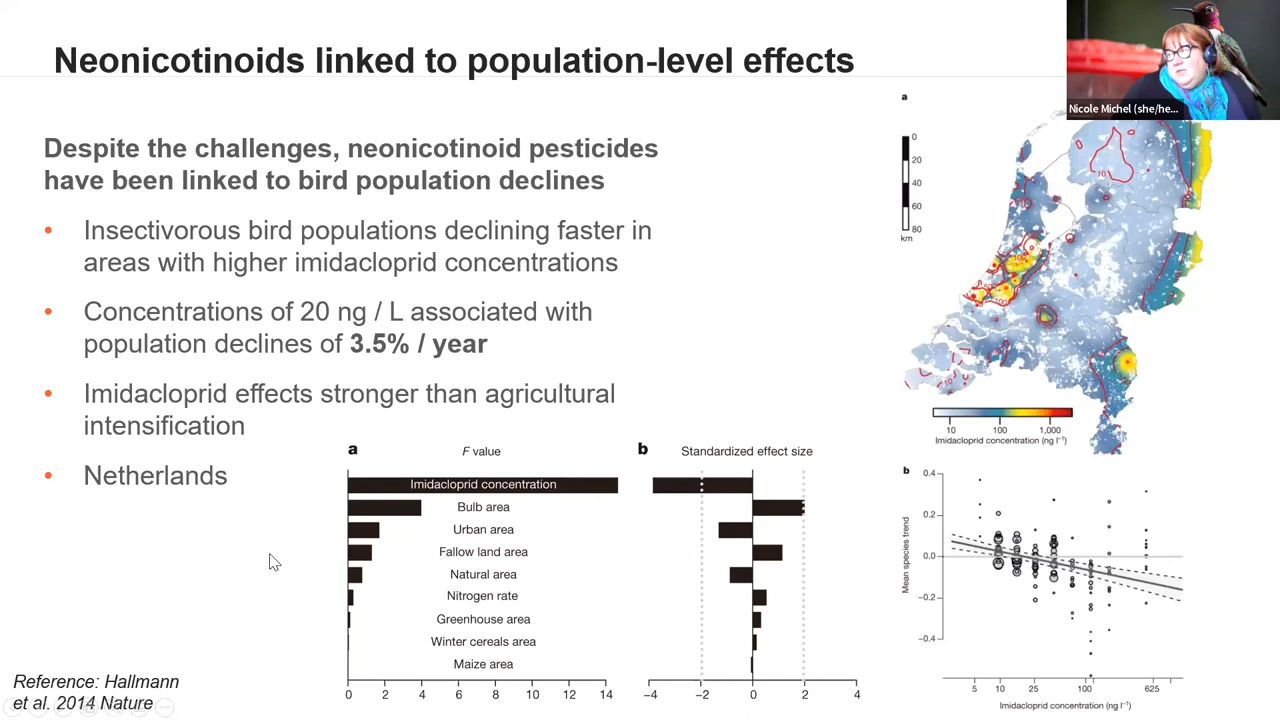 Neonicotinoids linked to population-level effects
Nicole Michel (she/he...
Despite the challenges, neonicotinoid pesticides
have been linked to bird population declines
• Insectivorous bird populations declining faster in
areas with higher imidacloprid concentrations
• Concentrations of 20 ng / L associated with
population declines of 3.5% / year
• Imidacloprid effects stronger than agricultural
intensification
• Netherlands
Reference: Hallmann
et al. 2014 Nature
a
F value
Imidacloprid concentration
Bulb area
Urban area
Fallow land area
Natural area
Nitrogen rate
Greenhouse area
Winter cereals area
Maize area
0 2 4 6 8 10 12 14
b
Standardized effect size
−4 −2 0 2 4
a
0
20
40
60
80
km
10
100
10
10 100 1,000
Imidacloprid concentration (ng l⁻¹)
b
Mean species trend
0.4
0.2
0.0
−0.2
−0.4
5 10 25 100 625
Imidacloprid concentration (ng l⁻¹)